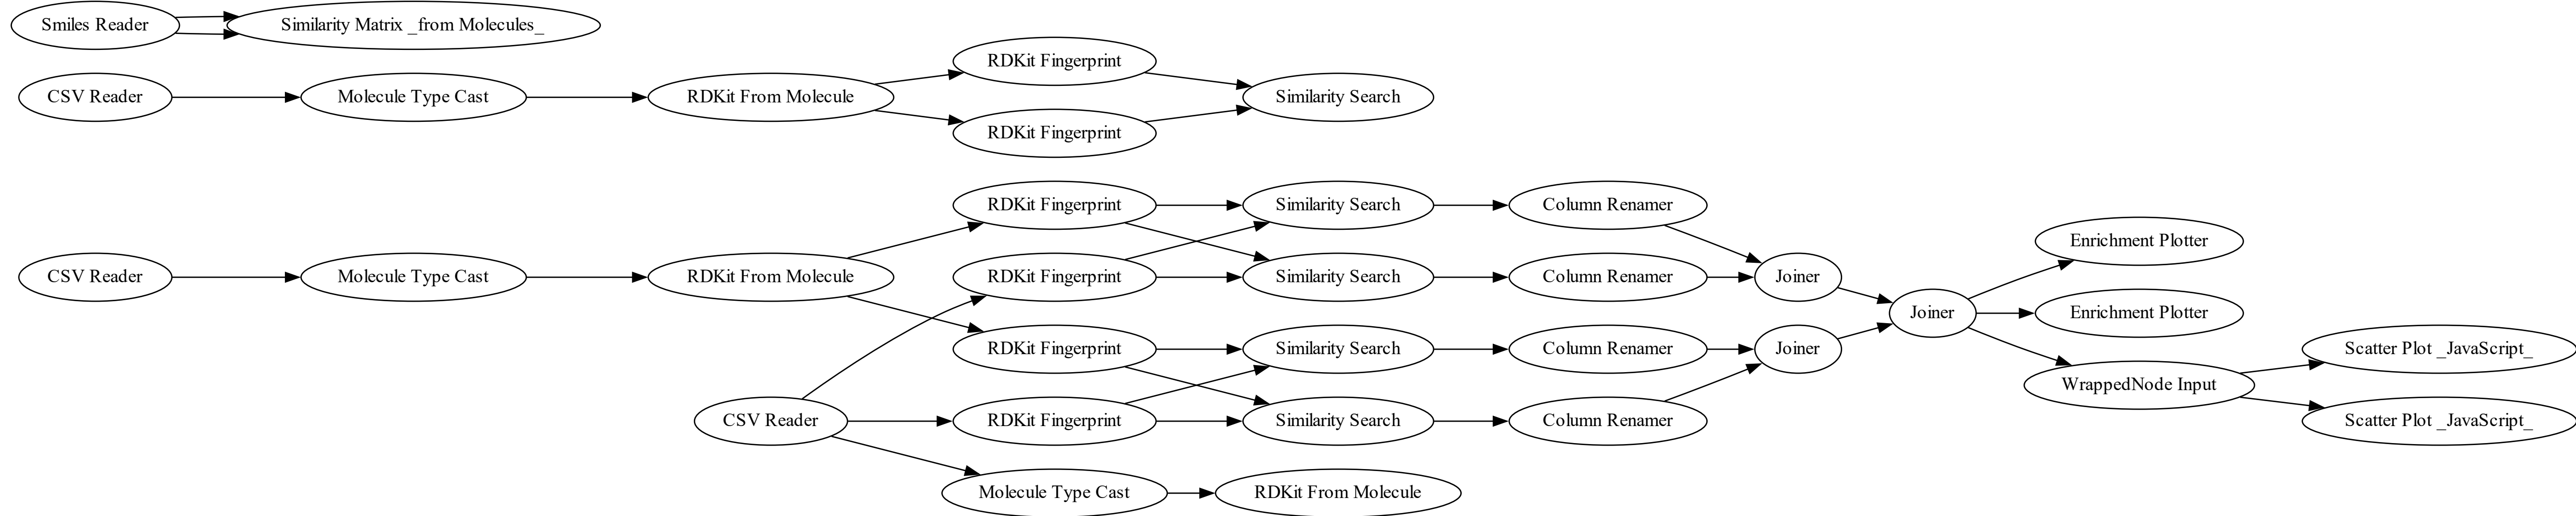 Smiles Reader
Similarity Matrix _from Molecules_
RDKit Fingerprint
CSV Reader
Molecule Type Cast
RDKit From Molecule
Similarity Search
RDKit Fingerprint
RDKit Fingerprint
Similarity Search
Column Renamer
Enrichment Plotter
CSV Reader
Molecule Type Cast
RDKit From Molecule
RDKit Fingerprint
Similarity Search
Column Renamer
Joiner
Joiner
Enrichment Plotter
RDKit Fingerprint
Similarity Search
Column Renamer
Joiner
Scatter Plot _JavaScript_
WrappedNode Input
CSV Reader
RDKit Fingerprint
Similarity Search
Column Renamer
Scatter Plot _JavaScript_
Molecule Type Cast
RDKit From Molecule